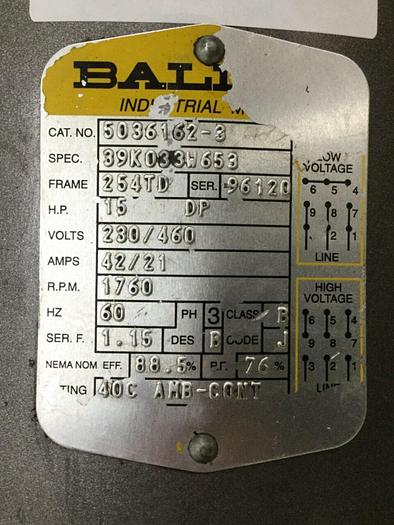 BAL
INDUSTRIAL M
CAT. NO. 5036162-3
SPEC. 39K033W653
FRAME 254TD SER. 96120
H.P. 15 DP
VOLTS 230/460
AMPS 42/21
R.P.M. 1760
HZ 60 PH 3 CLASS B
SER. F. 1.15 DES B CODE J
NEMA NOM EFF. 88.5% P.F. 76%
TING 40C AMB-CONT
LOW
VOLTAGE
6 5 4
9 8 7
2 1
LINE
HIGH
VOLTAGE
6 5 4
9 8 7
3 2 1
LINE